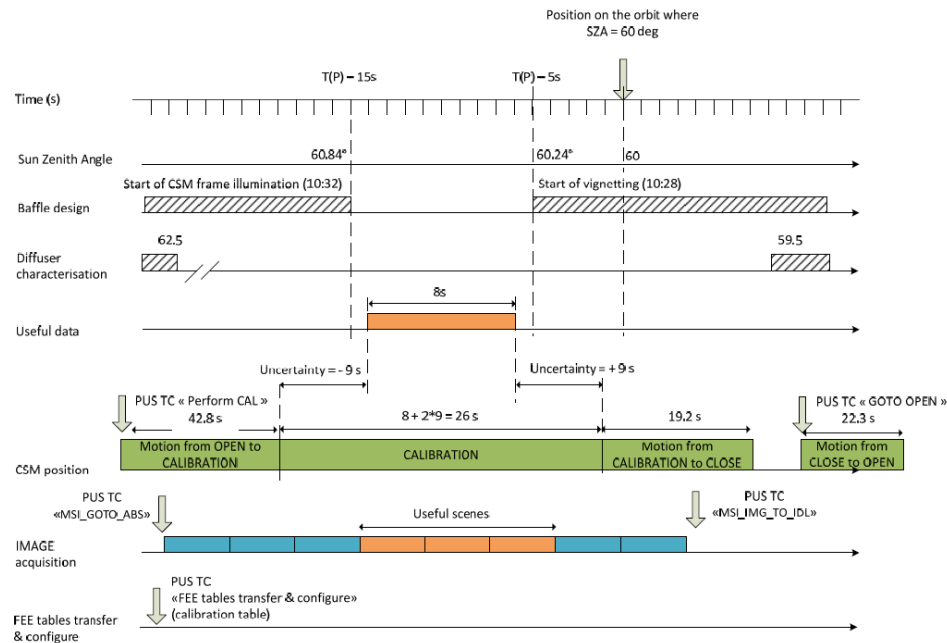 Position on the orbit where
SZA = 60 deg
T(P) – 15s
T(P) – 5s
Time (s)
Sun Zenith Angle
60.84°
60.24°
60
Start of CSM frame illumination (10:32)
Start of vignetting (10:28)
Baffle design
62.5
59.5
Diffuser
characterisation
8s
Useful data
Uncertainty = - 9 s
Uncertainty = + 9 s
PUS TC « Perform CAL »
PUS TC « GOTO OPEN »
42.8 s
8 + 2*9 = 26 s
19.2 s
22.3 s
Motion from OPEN to
CALIBRATION
CALIBRATION
Motion from
CALIBRATION to CLOSE
Motion from
CLOSE to OPEN
CSM position
PUS TC
«MSI_GOTO_ABS»
Useful scenes
PUS TC
«MSI_IMG_TO_IDL»
IMAGE
acquisition
PUS TC
«FEE tables transfer & configure»
(calibration table)
FEE tables transfer
& configure